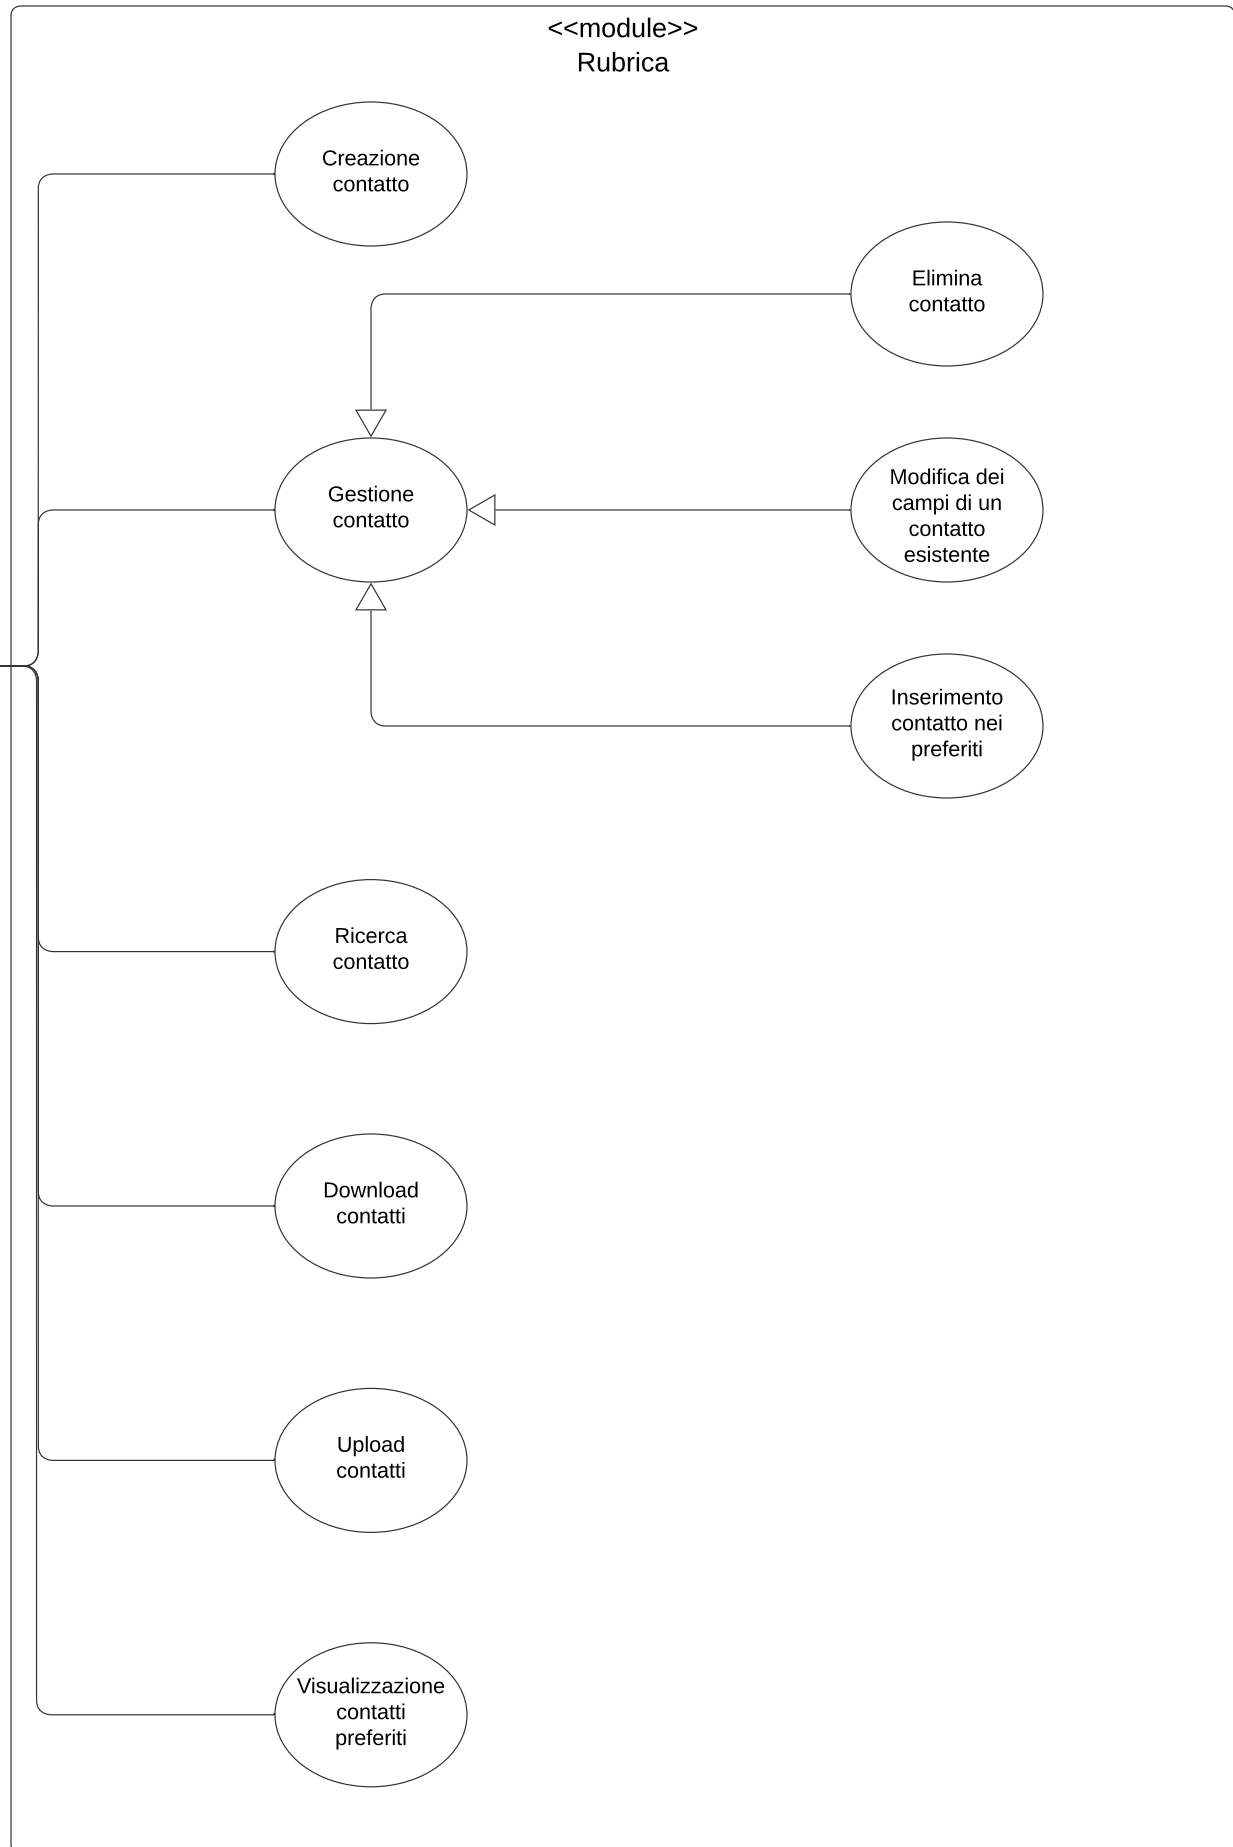 <<module>>
Rubrica
Creazione
contatto
Elimina
contatto
Gestione
contatto
Modifica dei
campi di un
contatto
esistente
Inserimento
contatto nei
preferiti
Ricerca
contatto
Download
contatti
Upload
contatti
Visualizzazione
contatti
preferiti